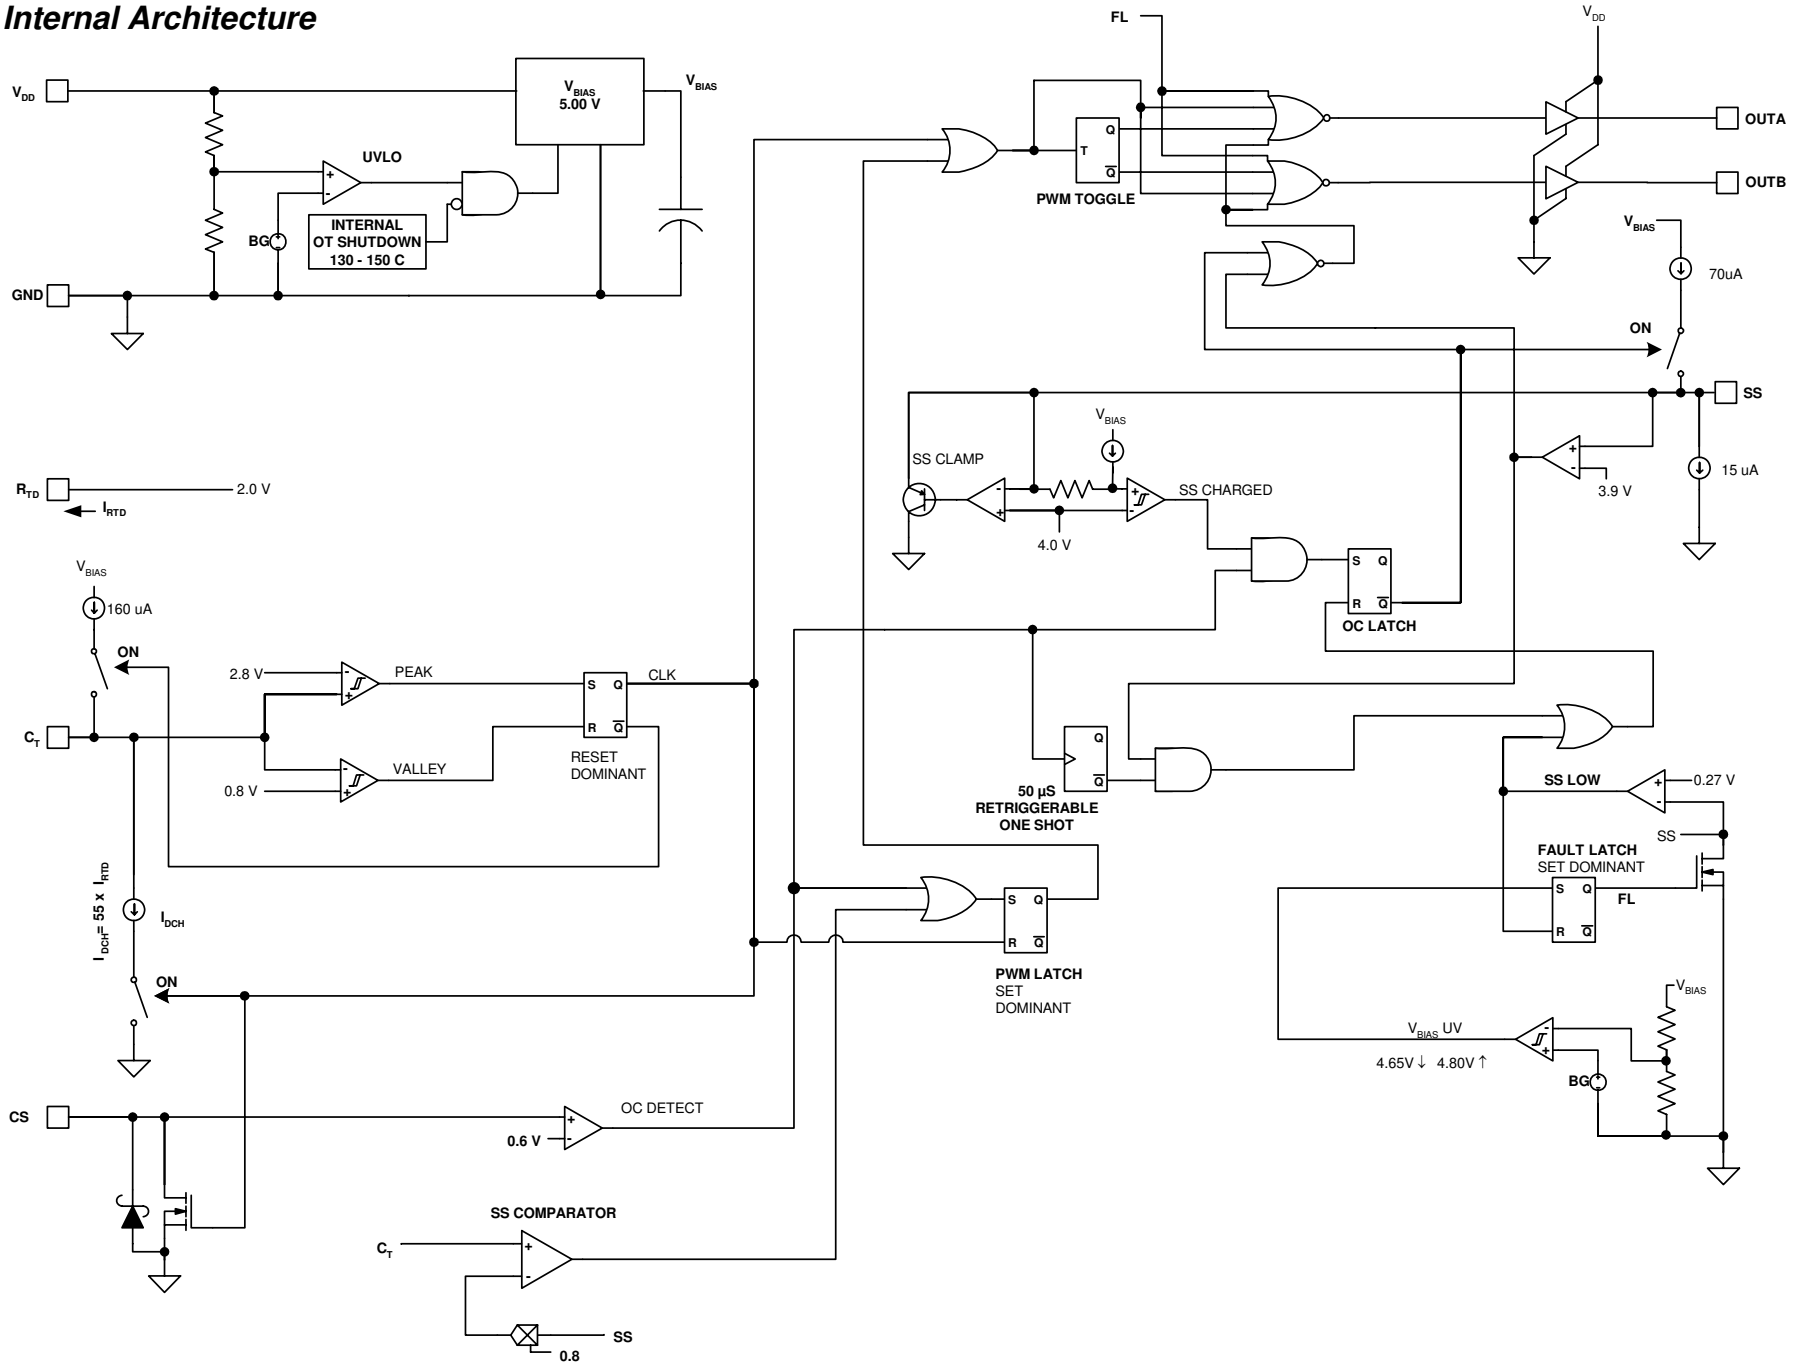 Internal Architecture
FL
VDD
VDD
VBIAS
5.00 V
VBIAS
UVLO
+
-
BG
INTERNAL
OT SHUTDOWN
130 - 150 C
GND
Q
T
Q
PWM TOGGLE
OUTA
OUTB
VBIAS
70uA
ON
SS
15 uA
+
-
3.9 V
VBIAS
SS CLAMP
-
+
+
-
SS CHARGED
4.0 V
RTD
2.0 V
IRTD
S Q
R Q
OC LATCH
VBIAS
160 uA
ON
2.8 V
-
+
PEAK
CT
-
+
0.8 V
VALLEY
S Q
R Q
CLK
RESET
DOMINANT
Q
Q
50 µS
RETRIGGERABLE
ONE SHOT
SS LOW
+
-
0.27 V
SS
FAULT LATCH
SET DOMINANT
S Q
R Q
FL
IDCH= 55 x IRTD
IDCH
ON
S Q
R Q
PWM LATCH
SET
DOMINANT
VBIAS
VBIAS UV
4.65V↓ 4.80V↑
-
+
BG
CS
+
-
0.6 V
OC DETECT
SS COMPARATOR
CT
+
-
SS
0.8